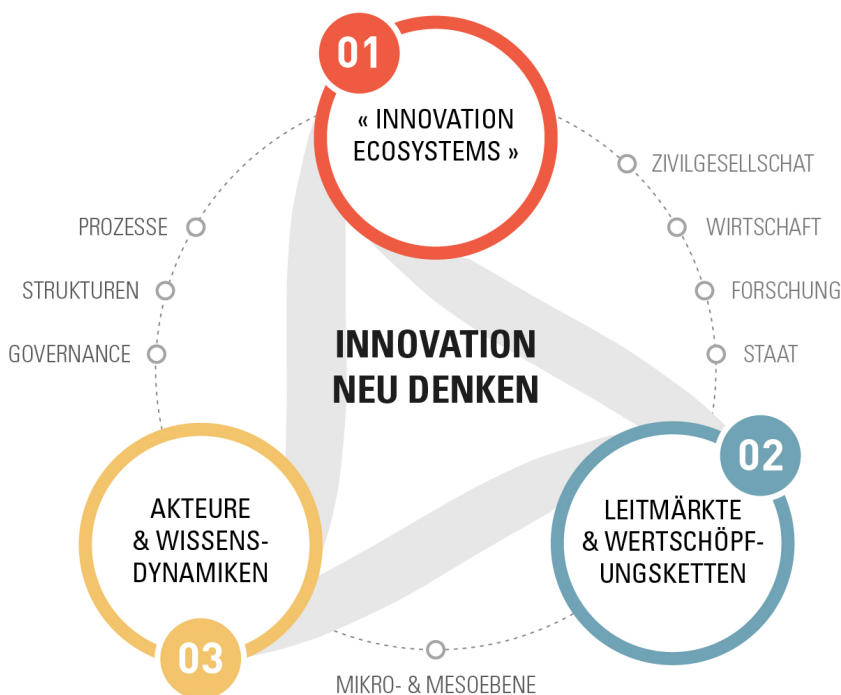 01
« INNOVATION
ECOSYSTEMS »
ZIVILGESELLSCHAT
WIRTSCHAFT
FORSCHUNG
STAAT
PROZESSE
STRUKTUREN
GOVERNANCE
INNOVATION
NEU DENKEN
02
LEITMÄRKTE
& WERTSCHÖPF-
UNGSKETTEN
AKTEURE
& WISSENS-
DYNAMIKEN
03
MIKRO- & MESOEBENE